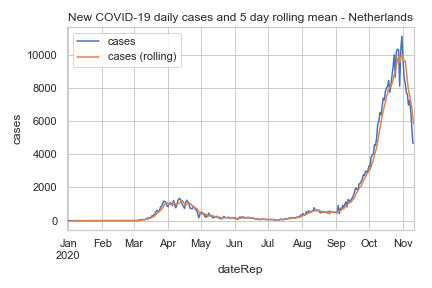 New COVID-19 daily cases and 5 day rolling mean - Netherlands
cases
cases (rolling)
10000
8000
6000
4000
2000
0
cases
Jan Feb Mar Apr May Jun Jul Aug Sep Oct Nov
2020
dateRep